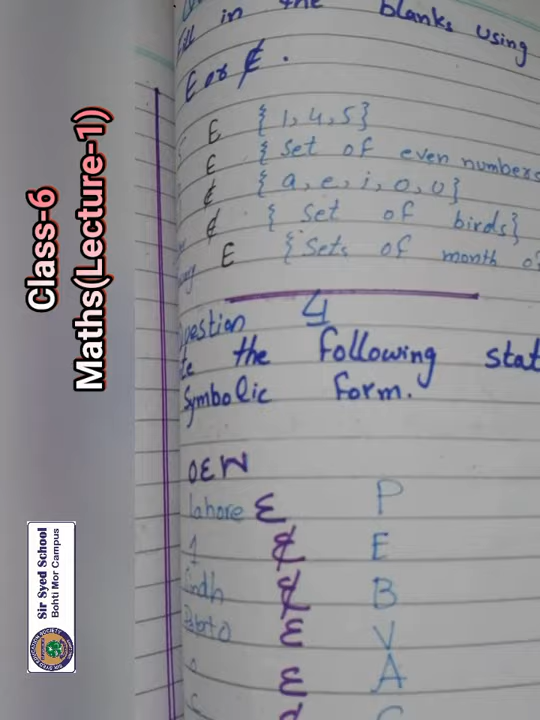 Class-6
Maths(Lecture-1)
Sir Syed School
Bohti Mor Campus
fill in the blanks using
E or ∉.
∈ {1, 4, 5}
∈ {Set of even numbers
∉ {a, e, i, o, u}
∉ {Set of birds}
∈ {Sets of month of
Question 4
the following stat
Symbolic form.
O∈W
lahore ∈ P
1 ∉ E
Sindh ∉ B
∈ V
∈ A